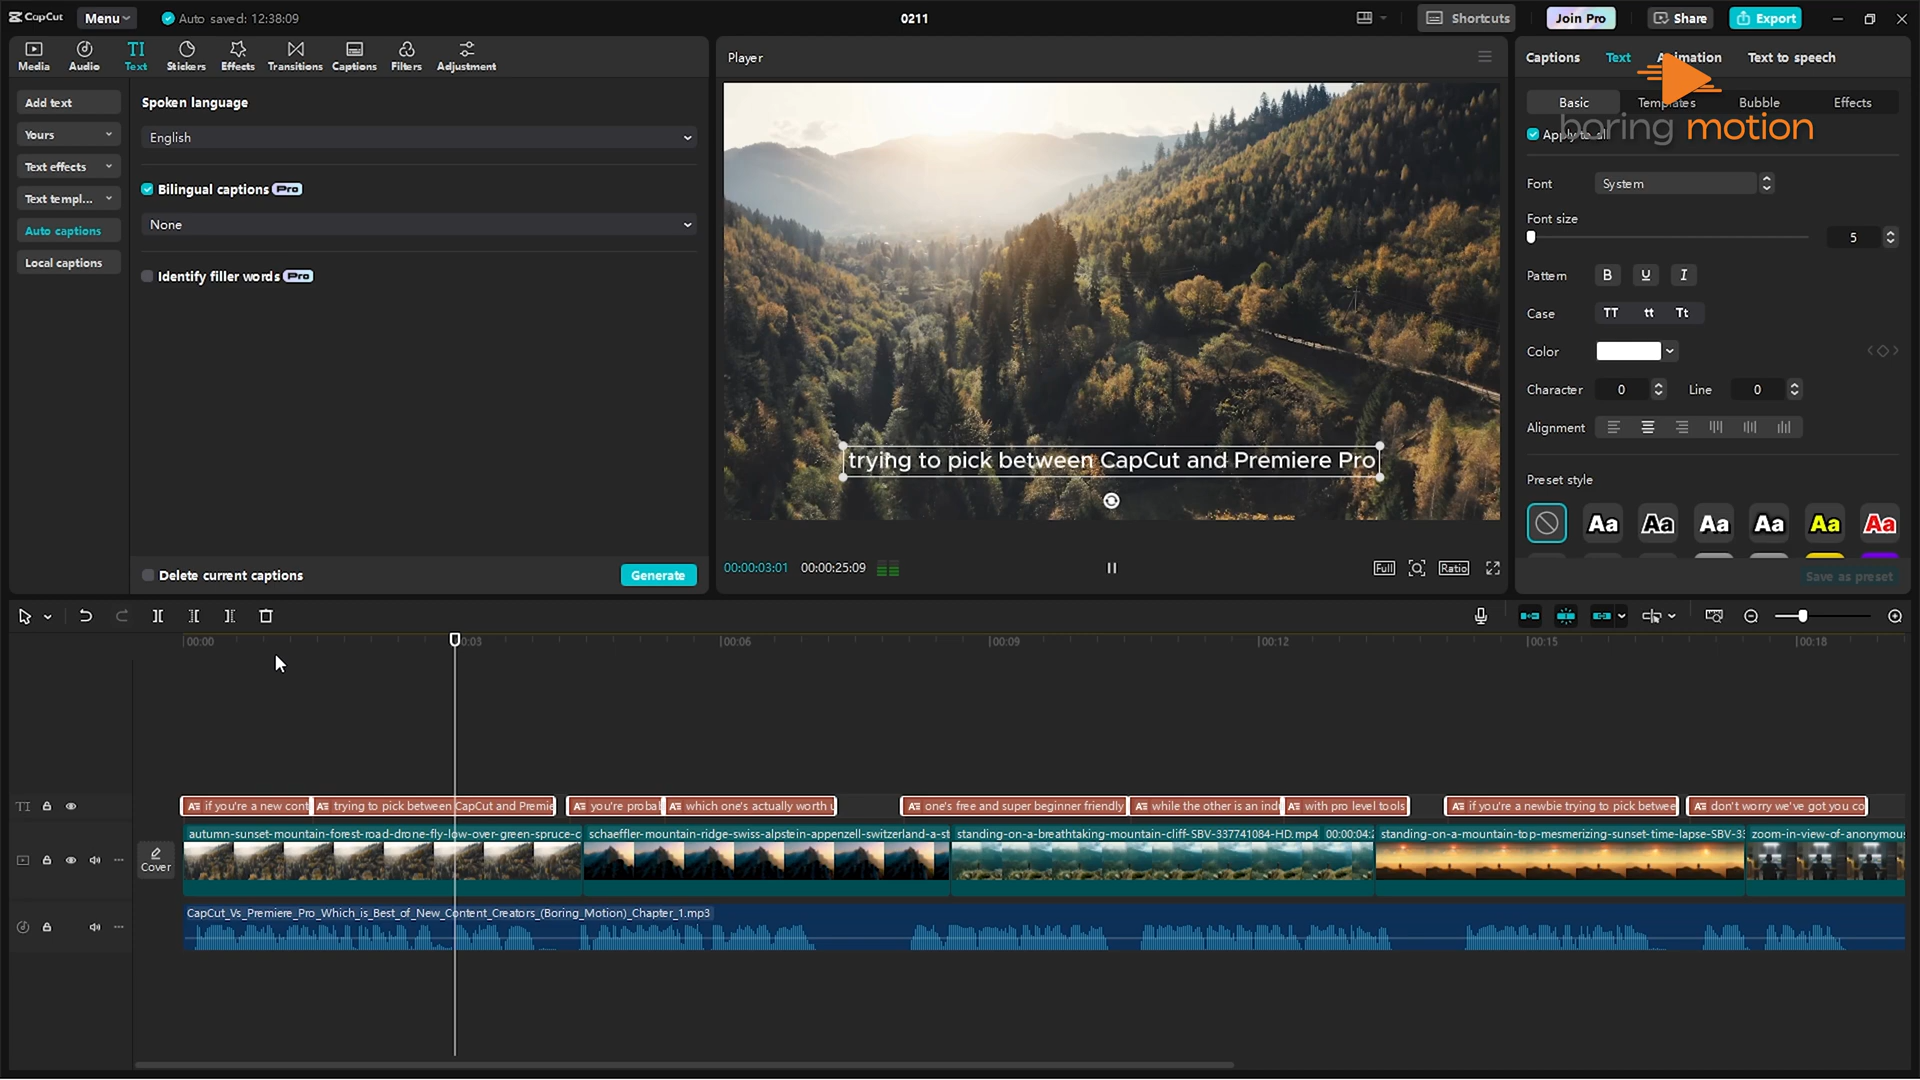 CapCut
Menu
Auto saved: 12:38:09
0211
Shortcuts
Join Pro
Share
Export
Media
Audio
TI
Text
Stickers
Effects
Transitions
Captions
Filters
Adjustment
Add text
Yours
Text effects
Text templ...
Auto captions
Local captions
Spoken language
English
Bilingual captions Pro
None
Identify filler words Pro
Delete current captions
Generate
Player
trying to pick between CapCut and Premiere Pro
00:00:03:01
00:00:25:09
Full
Ratio
Captions
Text
Animation
Text to speech
Basic
Templates
Bubble
Effects
boring motion
Apply to all
Font
System
Font size
5
Pattern
B
U
I
Case
TT
tt
Tt
Color
Character
0
Line
0
Alignment
Preset style
Aa
Aa
Aa
Aa
Aa
Aa
Save as preset
00:00
0:03
00:06
00:09
00:12
00:15
00:18
TI
if you're a new cont
trying to pick between CapCut and Premie
you're proba
which one's actually worth
one's free and super beginner friendly
while the other is an ind
with pro level tools
if you're a newbie trying to pick betwee
don't worry we've got you co
Cover
autumn-sunset-mountain-forest-road-drone-fly-low-over-green-spruce-c
schaeffler-mountain-ridge-swiss-alpstein-appenzell-switzerland-a-st
standing-on-a-breathtaking-mountain-cliff-SBV-337741084-HD.mp4
00:00:04:
standing-on-a-mountain-top-mesmerizing-sunset-time-lapse-SBV-33
zoom-in-view-of-anonymou
CapCut_Vs_Premiere_Pro_Which_is_Best_of_New_Content_Creators_(Boring_Motion)_Chapter_1.mp3